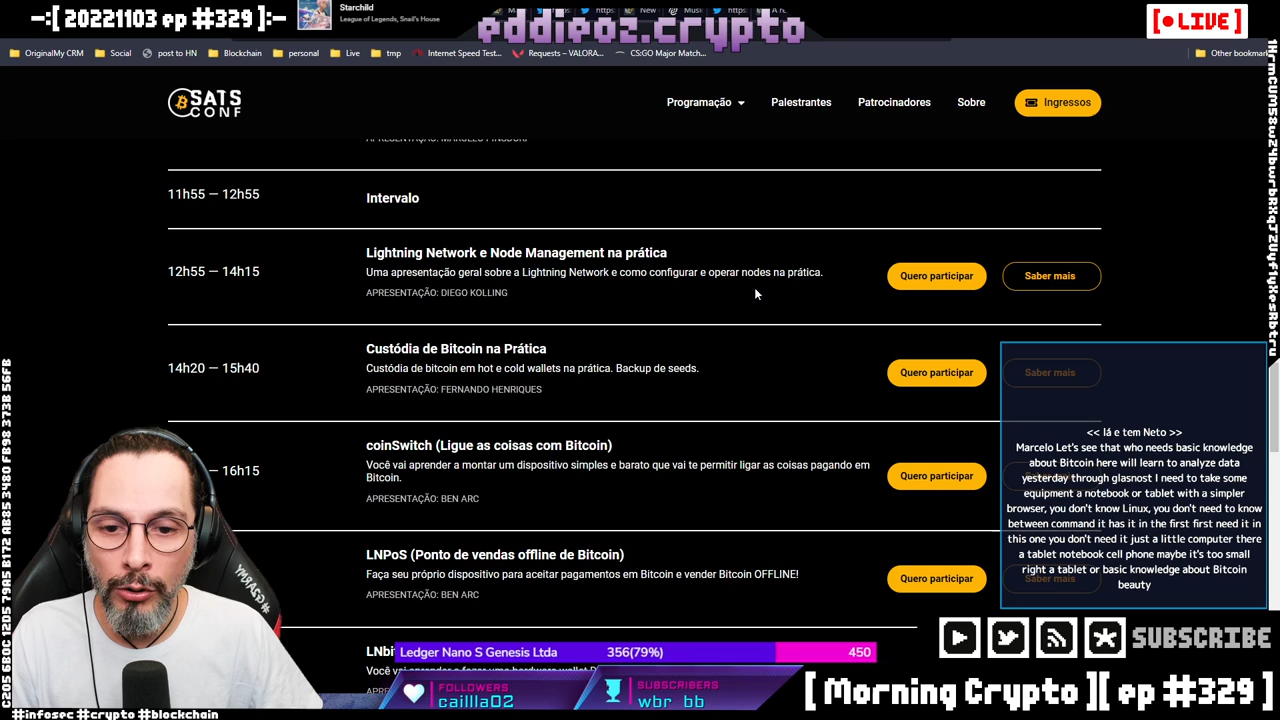 —:[ 20221103 ep #329 ]:—
Starchild
League of Legends, Snail's House
eddieoz.crypto
[● LIVE]
OriginalMy CRM
Social
post to HN
Blockchain
personal
Live
tmp
Internet Speed Test...
Requests – VALORA...
CS:GO Major Match...
Other bookmar
SATS CONF
Programação
Palestrantes
Patrocinadores
Sobre
Ingressos
11h55 — 12h55
Intervalo
12h55 — 14h15
Lightning Network e Node Management na prática
Uma apresentação geral sobre a Lightning Network e como configurar e operar nodes na prática.
APRESENTAÇÃO: DIEGO KOLLING
Quero participar
Saber mais
14h20 — 15h40
Custódia de Bitcoin na Prática
Custódia de bitcoin em hot e cold wallets na prática. Backup de seeds.
APRESENTAÇÃO: FERNANDO HENRIQUES
Quero participar
Saber mais
— 16h15
coinSwitch (Ligue as coisas com Bitcoin)
Você vai aprender a montar um dispositivo simples e barato que vai te permitir ligar as coisas pagando em
Bitcoin.
APRESENTAÇÃO: BEN ARC
Quero participar
LNPoS (Ponto de vendas offline de Bitcoin)
Faça seu próprio dispositivo para aceitar pagamentos em Bitcoin e vender Bitcoin OFFLINE!
APRESENTAÇÃO: BEN ARC
Quero participar
Saber mais
<< lá e tem Neto >>
Marcelo Let's see that who needs basic knowledge
about Bitcoin here will learn to analyze data
yesterday through glasnost I need to take some
equipment a notebook or tablet with a simpler
browser, you don't know Linux, you don't need to know
between command it has it in the first first need it in
this one you don't need it just a little computer there
a tablet notebook cell phone maybe it's too small
right a tablet or basic knowledge about Bitcoin
beauty
LNbi
Ledger Nano S Genesis Ltda
356(79%)
450
FOLLOWERS
caillla02
SUBSCRIBERS
wbr_bb
SUBSCRIBE
[ Morning Crypto ][ ep #329 ]
#infosec #crypto #blockchain